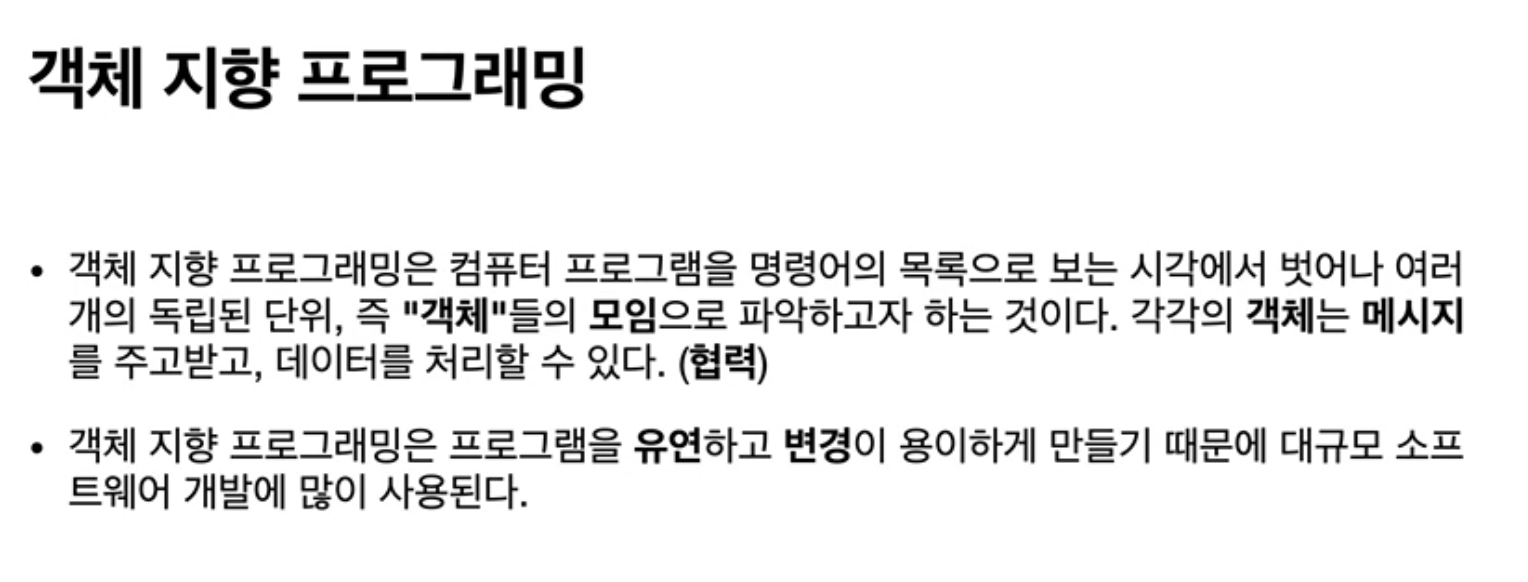 객체 지향 프로그래밍
• 객체 지향 프로그래밍은 컴퓨터 프로그램을 명령어의 목록으로 보는 시각에서 벗어나 여러
개의 독립된 단위, 즉 "객체"들의 모임으로 파악하고자 하는 것이다. 각각의 객체는 메시지
를 주고받고, 데이터를 처리할 수 있다. (협력)
• 객체 지향 프로그래밍은 프로그램을 유연하고 변경이 용이하게 만들기 때문에 대규모 소프
트웨어 개발에 많이 사용된다.